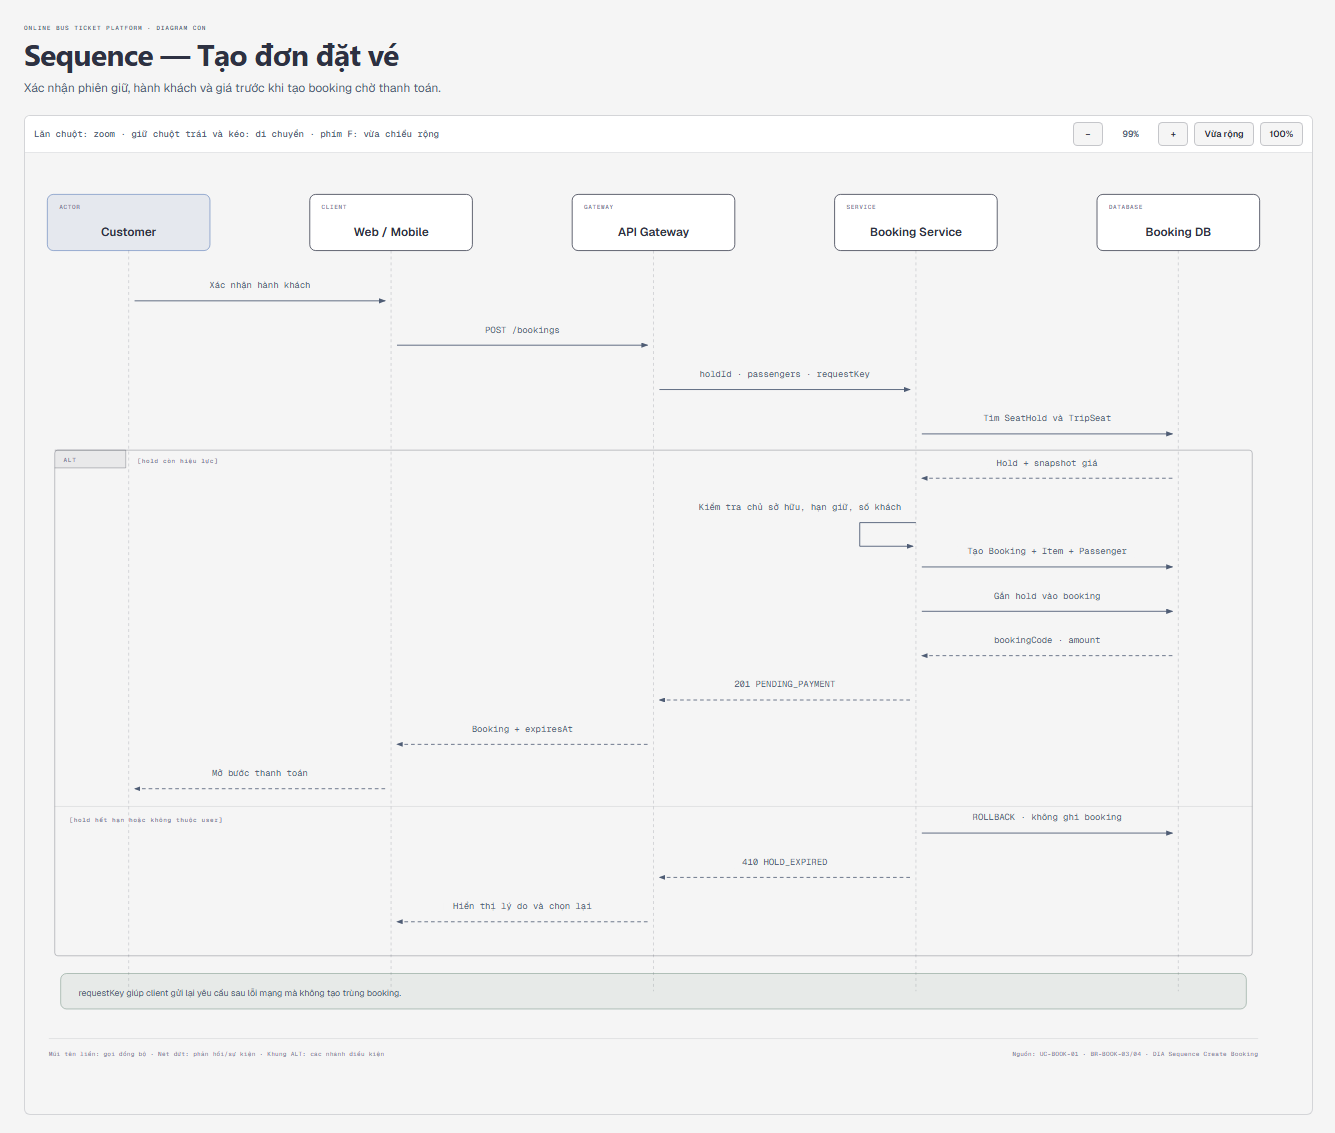 ONLINE BUS TICKET PLATFORM · DIAGRAM CON
Sequence — Tạo đơn đặt vé
Xác nhận phiên giữ, hành khách và giá trước khi tạo booking chờ thanh toán.
Lăn chuột: zoom · giữ chuột trái và kéo: di chuyển · phím F: vừa chiều rộng
−
99%
+
Vừa rộng
100%
ACTOR
Customer
CLIENT
Web / Mobile
GATEWAY
API Gateway
SERVICE
Booking Service
DATABASE
Booking DB
Xác nhận hành khách
POST /bookings
holdId · passengers · requestKey
Tìm SeatHold và TripSeat
ALT
[hold còn hiệu lực]
Hold + snapshot giá
Kiểm tra chủ sở hữu, hạn giữ, số khách
Tạo Booking + Item + Passenger
Gắn hold vào booking
bookingCode · amount
201 PENDING_PAYMENT
Booking + expiresAt
Mở bước thanh toán
[hold hết hạn hoặc không thuộc user]
ROLLBACK · không ghi booking
410 HOLD_EXPIRED
Hiển thị lý do và chọn lại
requestKey giúp client gửi lại yêu cầu sau lỗi mạng mà không tạo trùng booking.
Mũi tên liền: gọi đồng bộ · Nét đứt: phản hồi/sự kiện · Khung ALT: các nhánh điều kiện
Nguồn: UC-BOOK-01 · BR-BOOK-03/04 · DIA Sequence Create Booking